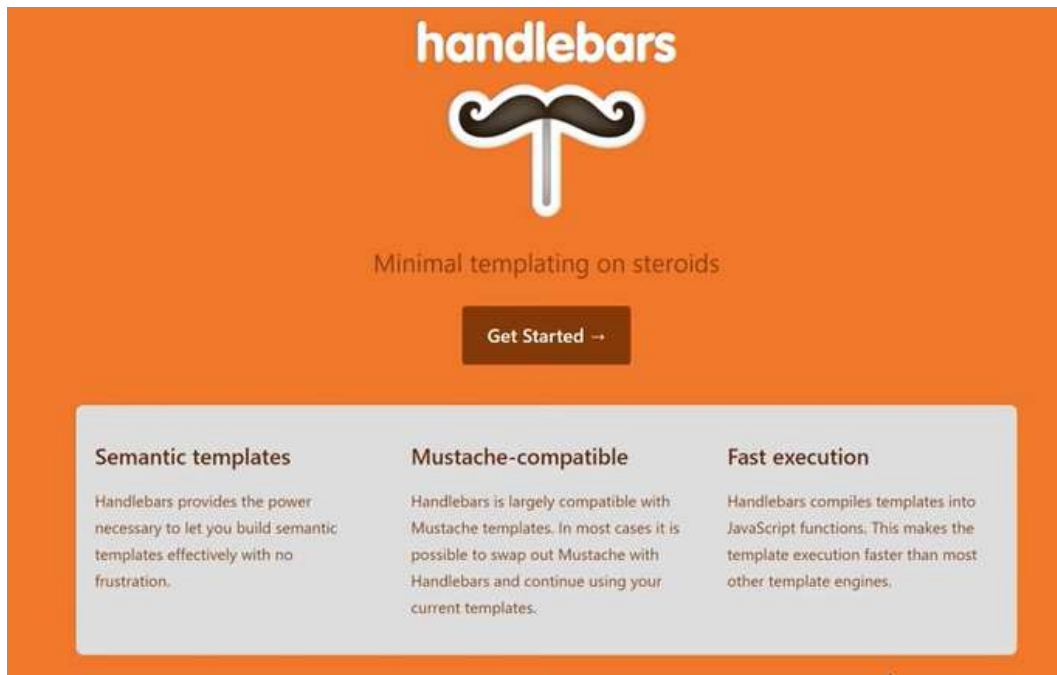 handlebars
Minimal templating on steroids
Get Started →
Semantic templates
Handlebars provides the power
necessary to let you build semantic
templates effectively with no
frustration.
Mustache-compatible
Handlebars is largely compatible with
Mustache templates. In most cases it is
possible to swap out Mustache with
Handlebars and continue using your
current templates.
Fast execution
Handlebars compiles templates into
JavaScript functions. This makes the
template execution faster than most
other template engines.